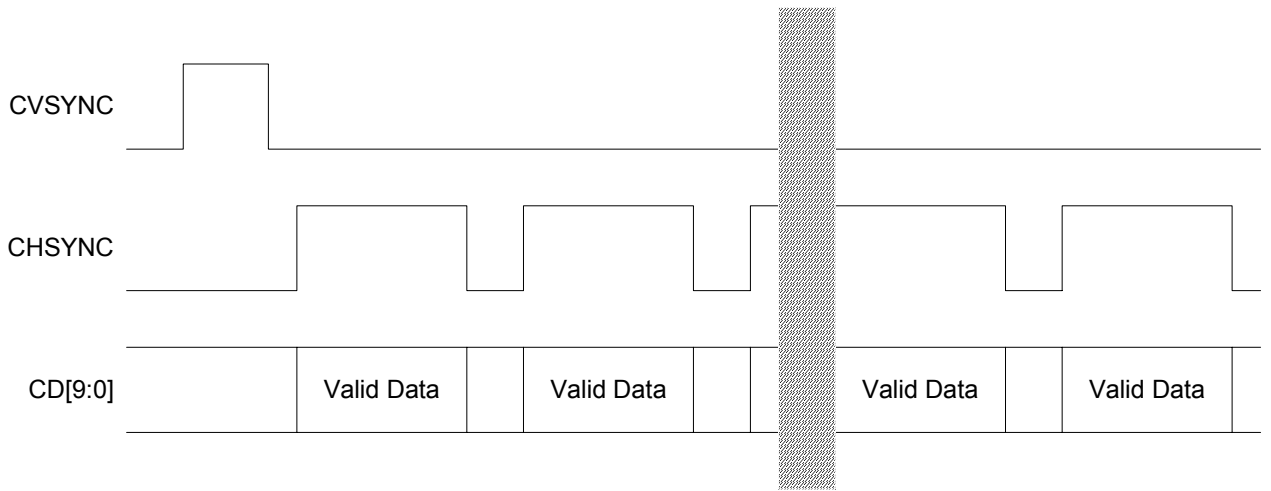 CVSYNC
CHSYNC
CD[9:0]
Valid Data
Valid Data
Valid Data
Valid Data